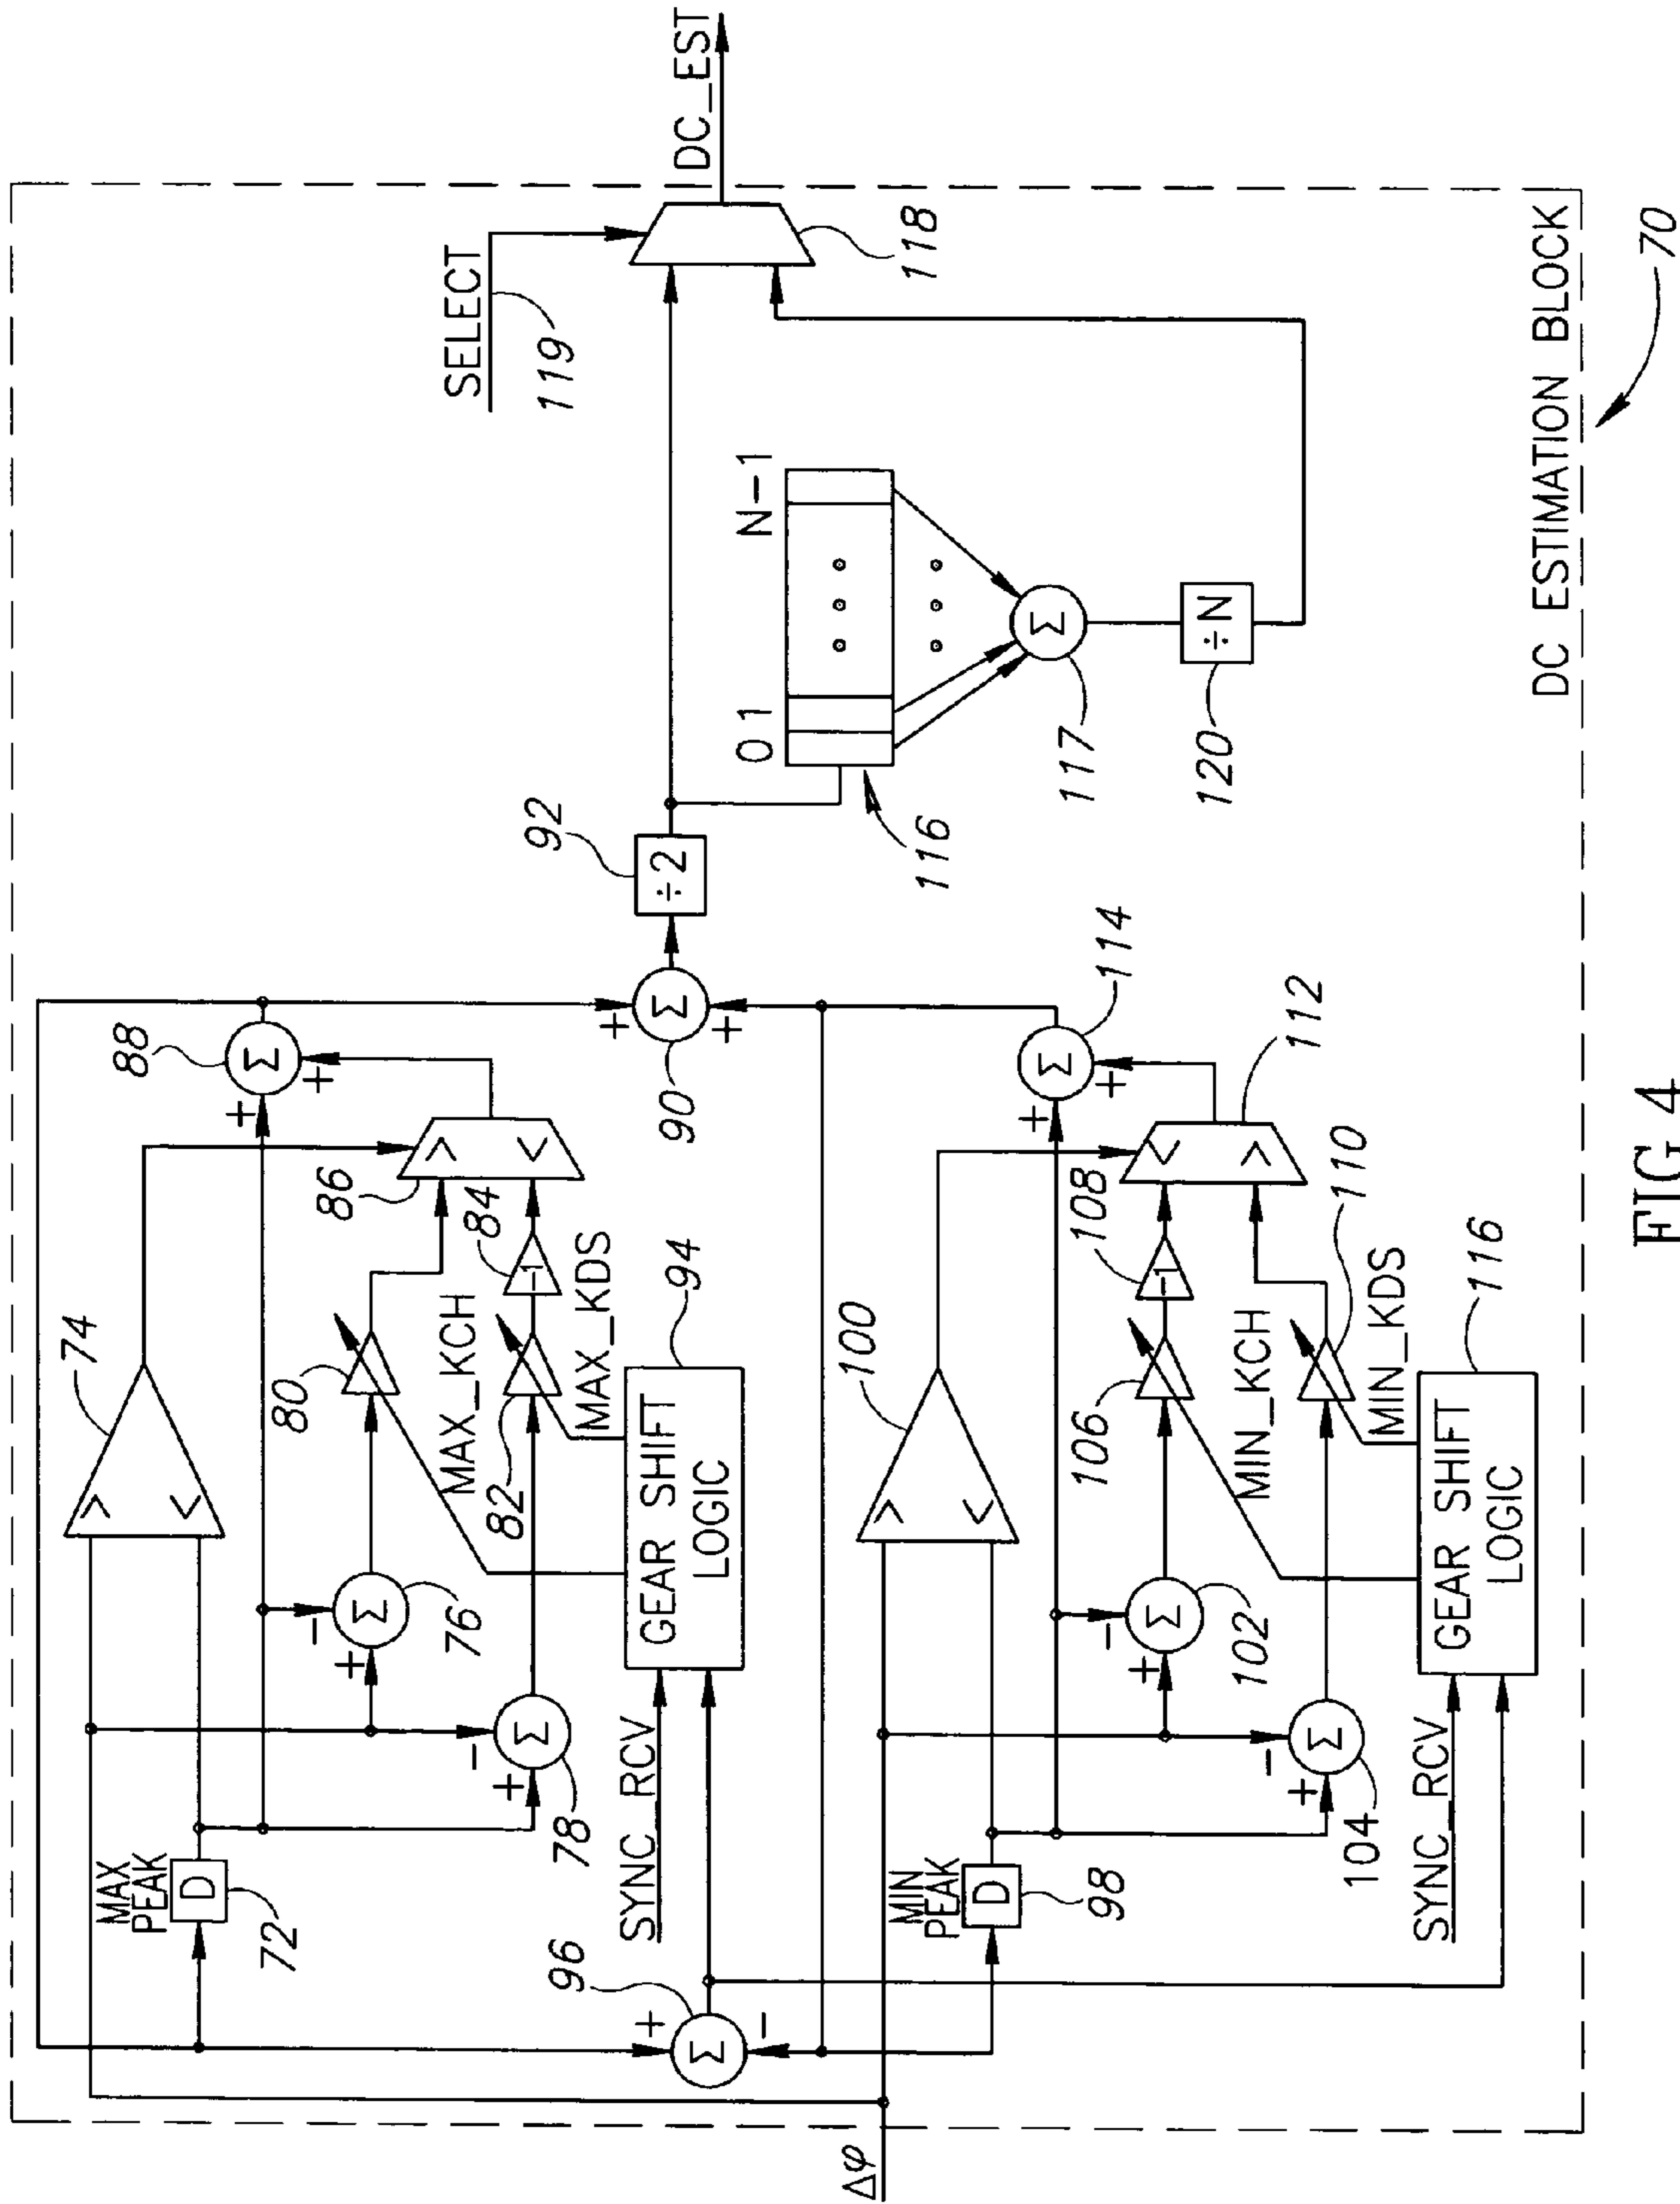 DC_EST
SELECT
119
118
92
÷2
0 1 N-1
116
Σ
117
÷N
120
DC ESTIMATION BLOCK
70
74
>
<
86
>
<
88
Σ
+
+
+
Σ
+
90
80
MAX_KCH
84
-1
82
MAX_KDS
94
GEAR SHIFT
LOGIC
MAX
PEAK
D
72
-
+
Σ
76
-
+
Σ
78
SYNC_RCV
96
+
Σ
-
100
>
<
108
-1
<
>
112
114
Σ
+
+
106
MIN_KCH
110
MIN_KDS
116
GEAR SHIFT
LOGIC
MIN
PEAK
D
98
-
+
Σ
102
-
+
Σ
104
SYNC_RCV
Δφ
FIG.4